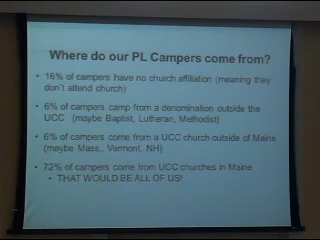 Where do our PL Campers come from?
• 16% of campers have no church affiliation (meaning they
don't attend church)
• 6% of campers camp from a denomination outside the
UCC (maybe Baptist, Lutheran, Methodist)
• 6% of campers come from a UCC church outside of Maine
(maybe Mass., Vermont, NH)
• 72% of campers come from UCC churches in Maine
• THAT WOULD BE ALL OF US!